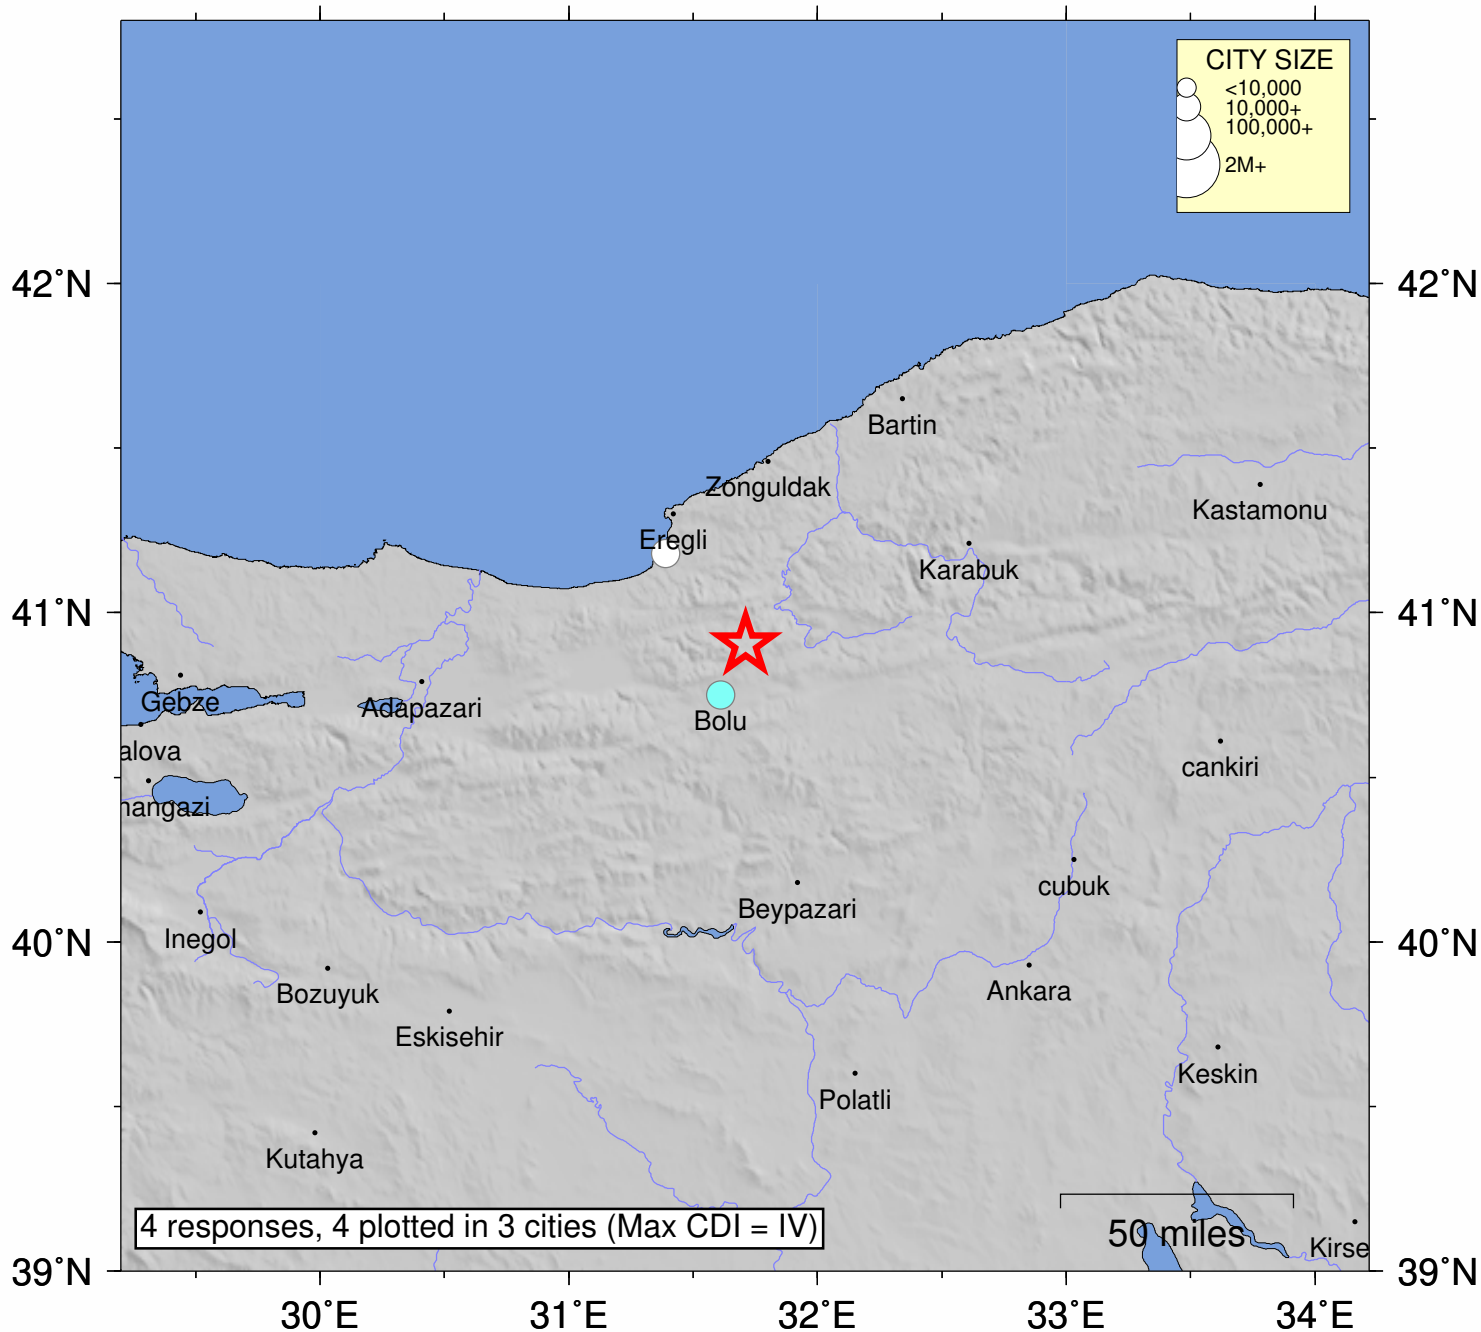 CITY SIZE
<10,000
10,000+
100,000+
2M+
42°N
42°N
Bartin
Zonguldak
Kastamonu
Eregli
Karabuk
41°N
41°N
Gebze
Adapazari
Bolu
alova
cankiri
nangazi
cubuk
Beypazari
Inegol
40°N
40°N
Bozuyuk
Ankara
Eskisehir
Keskin
Polatli
Kutahya
4 responses, 4 plotted in 3 cities (Max CDI = IV)
50 miles
Kirse
39°N
39°N
30°E
31°E
32°E
33°E
34°E